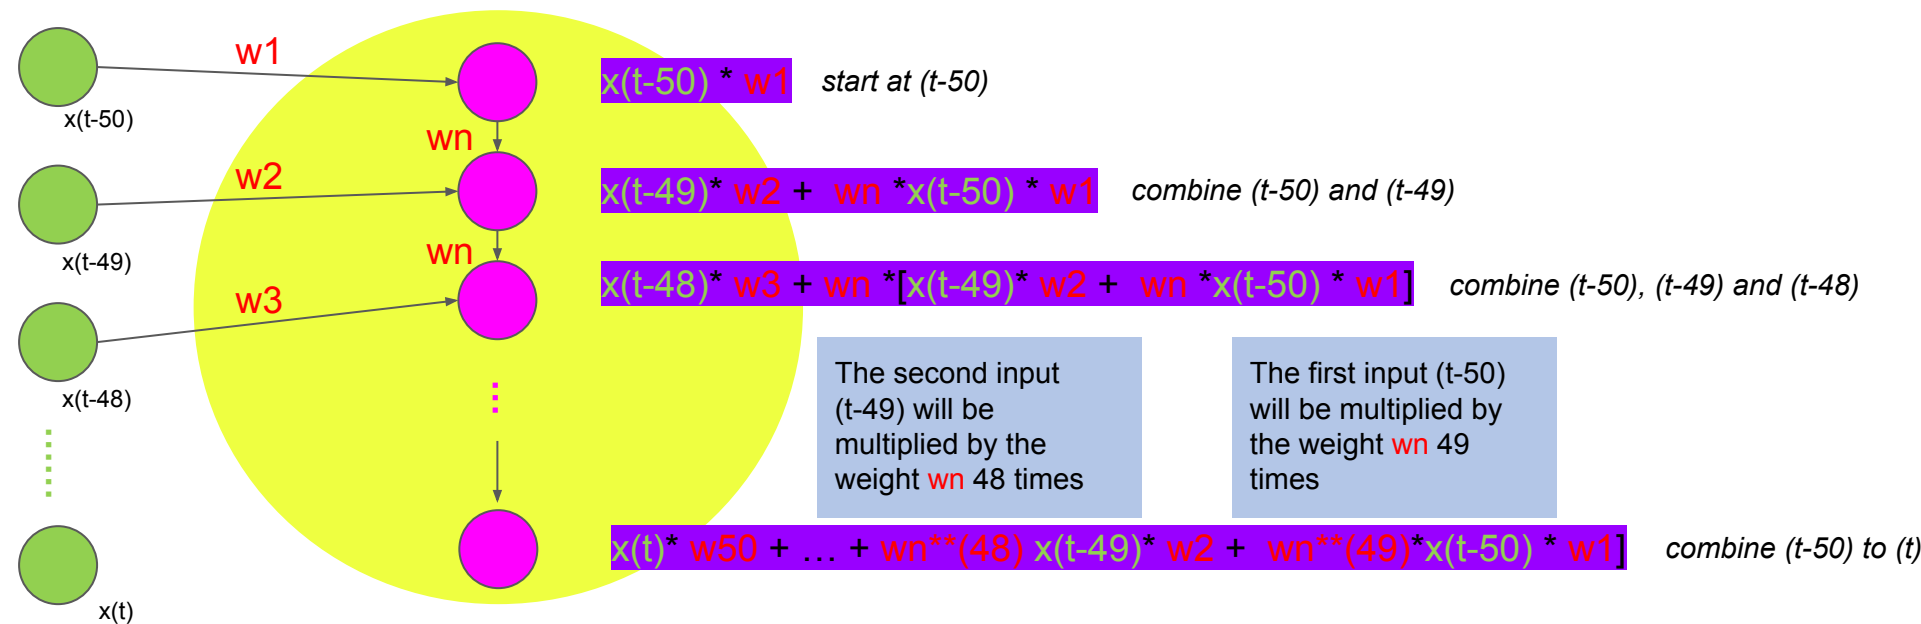 w1
x(t-50) * w1 start at (t-50)
x(t-50)
wn
w2
x(t-49)* w2 + wn *x(t-50) * w1 combine (t-50) and (t-49)
wn
x(t-49)
w3
x(t-48)* w3 + wn *[x(t-49)* w2 + wn *x(t-50) * w1] combine (t-50), (t-49) and (t-48)
x(t-48)
The second input
(t-49) will be
multiplied by the
weight wn 48 times
The first input (t-50)
will be multiplied by
the weight wn 49
times
x(t)* w50 + … + wn**(48) x(t-49)* w2 + wn**(49)*x(t-50) * w1] combine (t-50) to (t)
x(t)